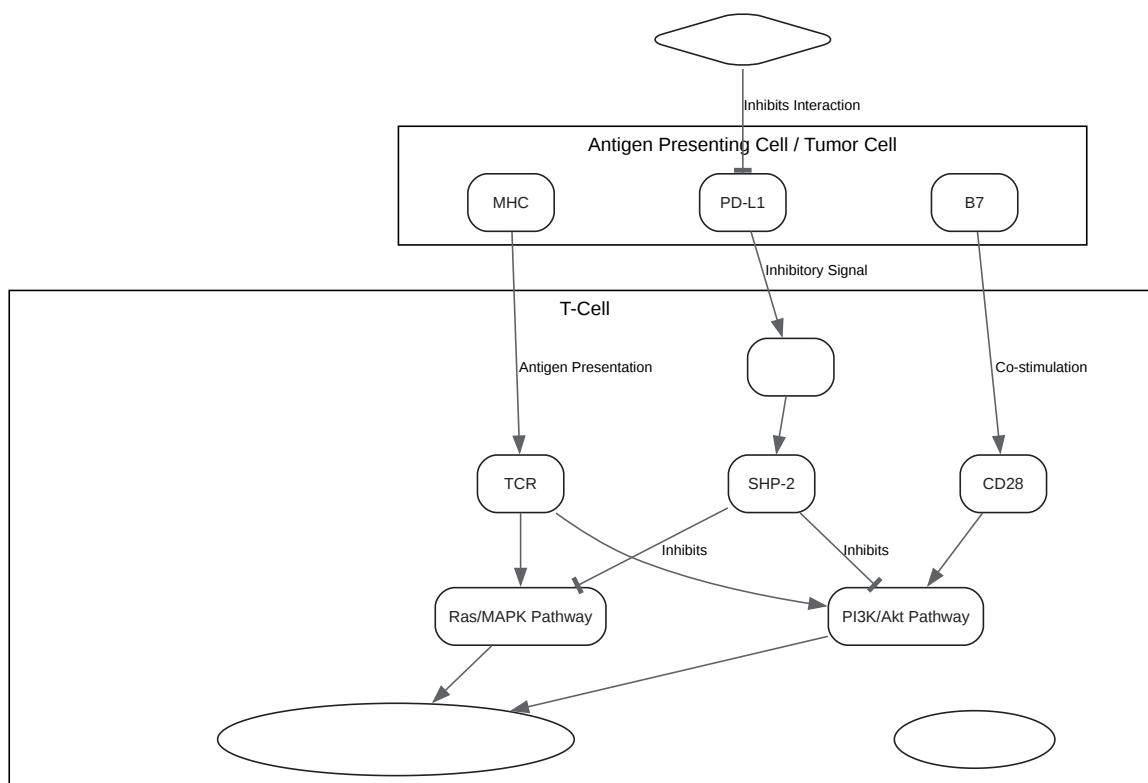 Inhibits Interaction
Antigen Presenting Cell / Tumor Cell
MHC
PD-L1
B7
Inhibitory Signal
T-Cell
Antigen Presentation
Co-stimulation
TCR
SHP-2
CD28
Inhibits
Inhibits
Ras/MAPK Pathway
PI3K/Akt Pathway